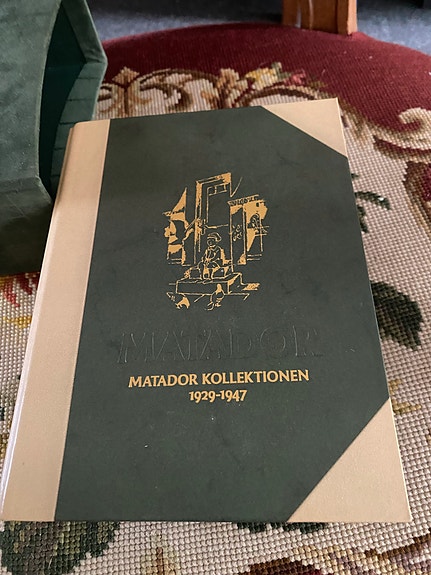 MATADOR
MATADOR KOLLEKTIONEN
1929-1947